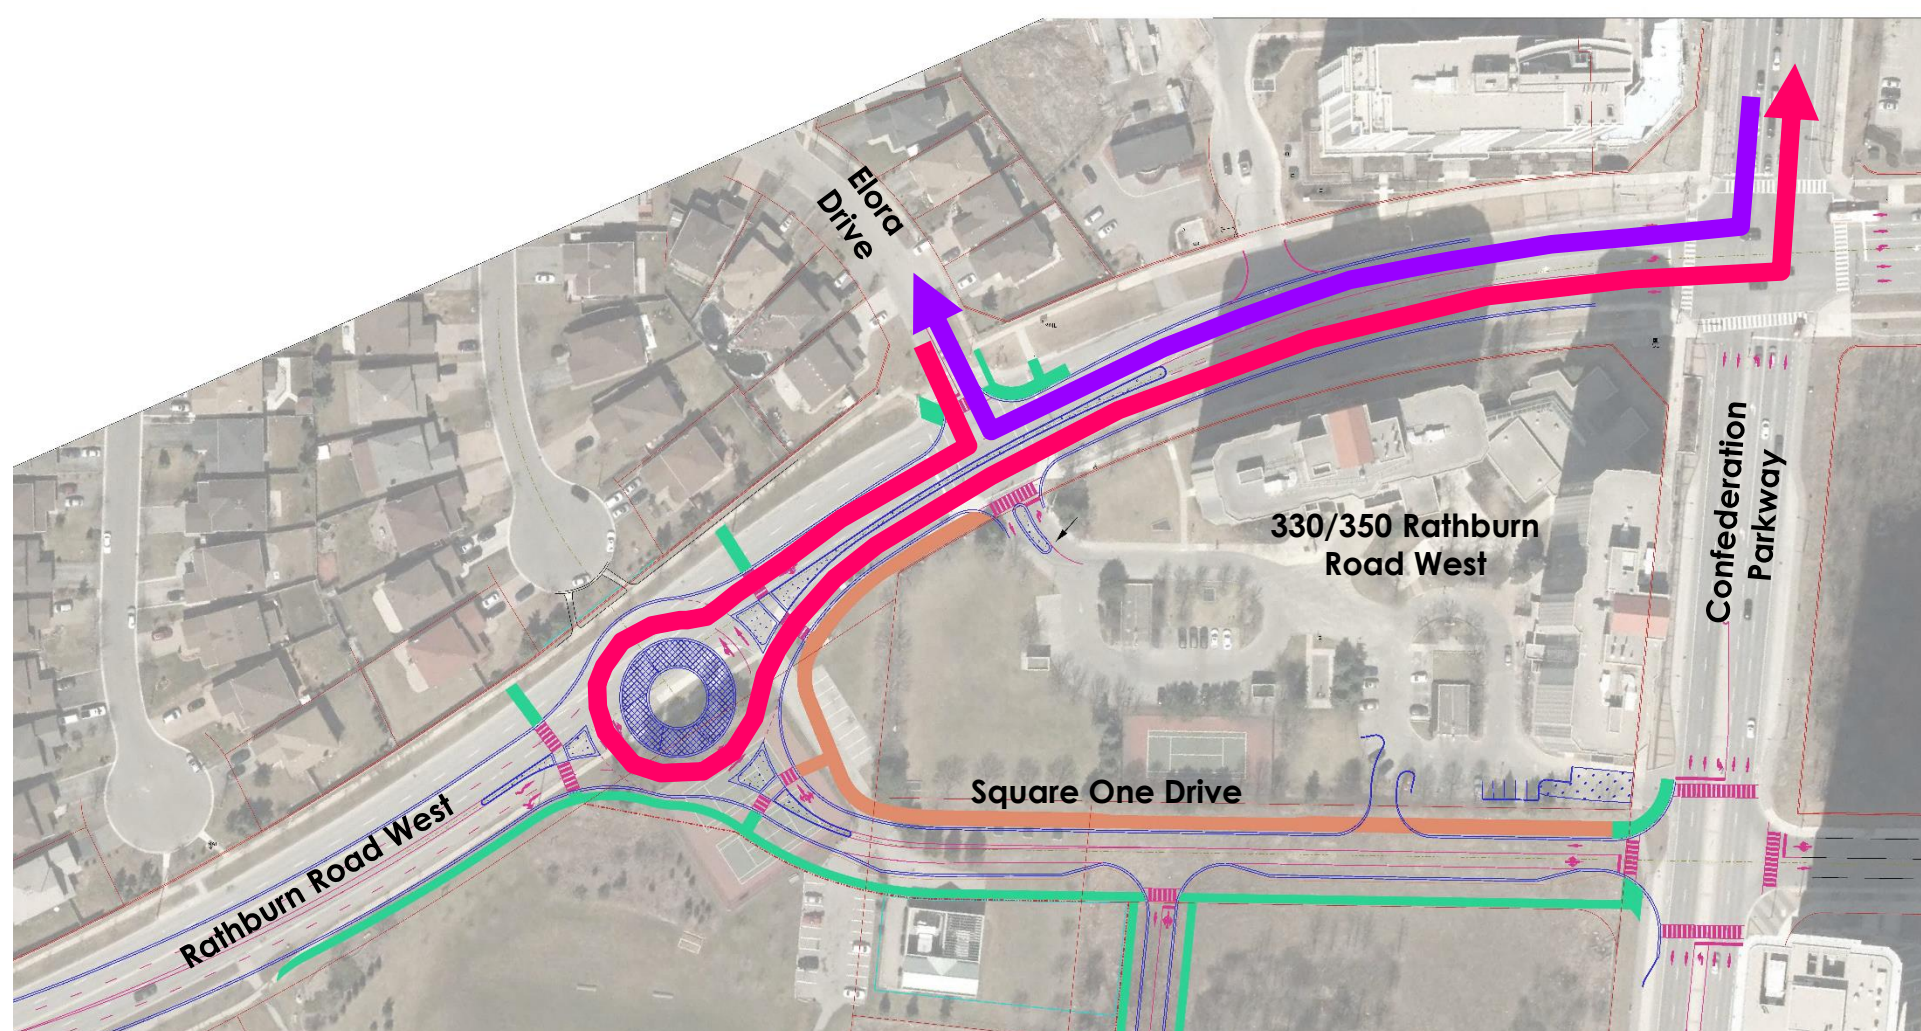 Elora
Drive
330/350 Rathburn
Road West
Confederation
Parkway
Square One Drive
Rathburn Road West